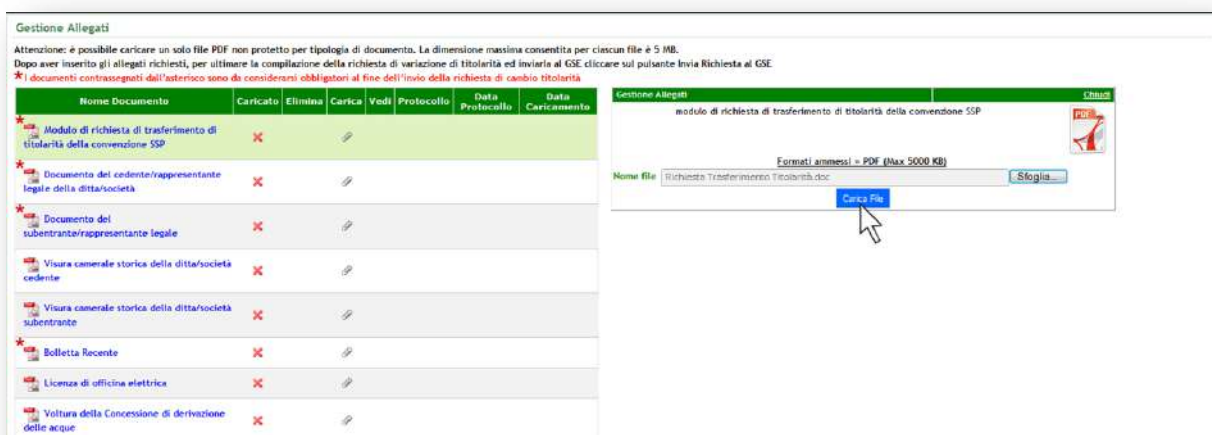 Gestione Allegati
Attenzione: è possibile caricare un solo file PDF non protetto per tipologia di documento. La dimensione massima consentita per ciascun file è 5 MB.
Dopo aver inserito gli allegati richiesti, per ultimare la compilazione della richiesta di variazione di titolarità ed inviarla al GSE cliccare sul pulsante Invia Richiesta al GSE
* I documenti contrassegnati dall'asterisco sono da considerarsi obbligatori al fine dell'invio della richiesta di cambio titolarità
Nome Documento Caricato Elimina Carica Vedi Protocollo Data Protocollo Data Caricamento
* Modulo di richiesta di trasferimento di
titolarità della convenzione SSP
* Documento del cedente/rappresentante
legale della ditta/società
* Documento del
subentrante/rappresentante legale
Visura camerale storica della ditta/società
cedente
Visura camerale storica della ditta/società
subentrante
* Bolletta Recente
Licenza di officina elettrica
Voltura della Concessione di derivazione
delle acque
Gestione Allegati Chiudi
modulo di richiesta di trasferimento di titolarità della convenzione SSP
PDF
Formati ammessi = PDF (Max 5000 KB)
Nome file Richiesta Trasferimento Titolarità.doc Sfoglia...
Carica File